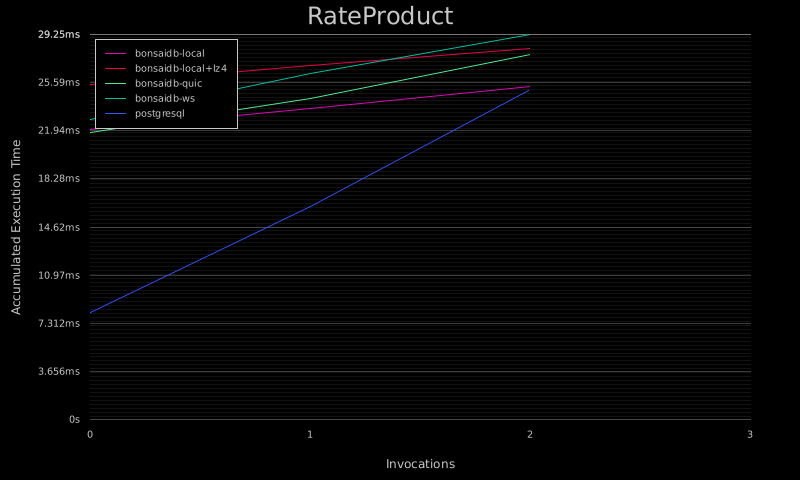 RateProduct
29.25ms
25.59ms
21.94ms
18.28ms
14.62ms
10.97ms
7.312ms
3.656ms
0s
bonsaidb-local
bonsaidb-local+lz4
bonsaidb-quic
bonsaidb-ws
postgresql
Accumulated Execution Time
0 1 2 3
Invocations